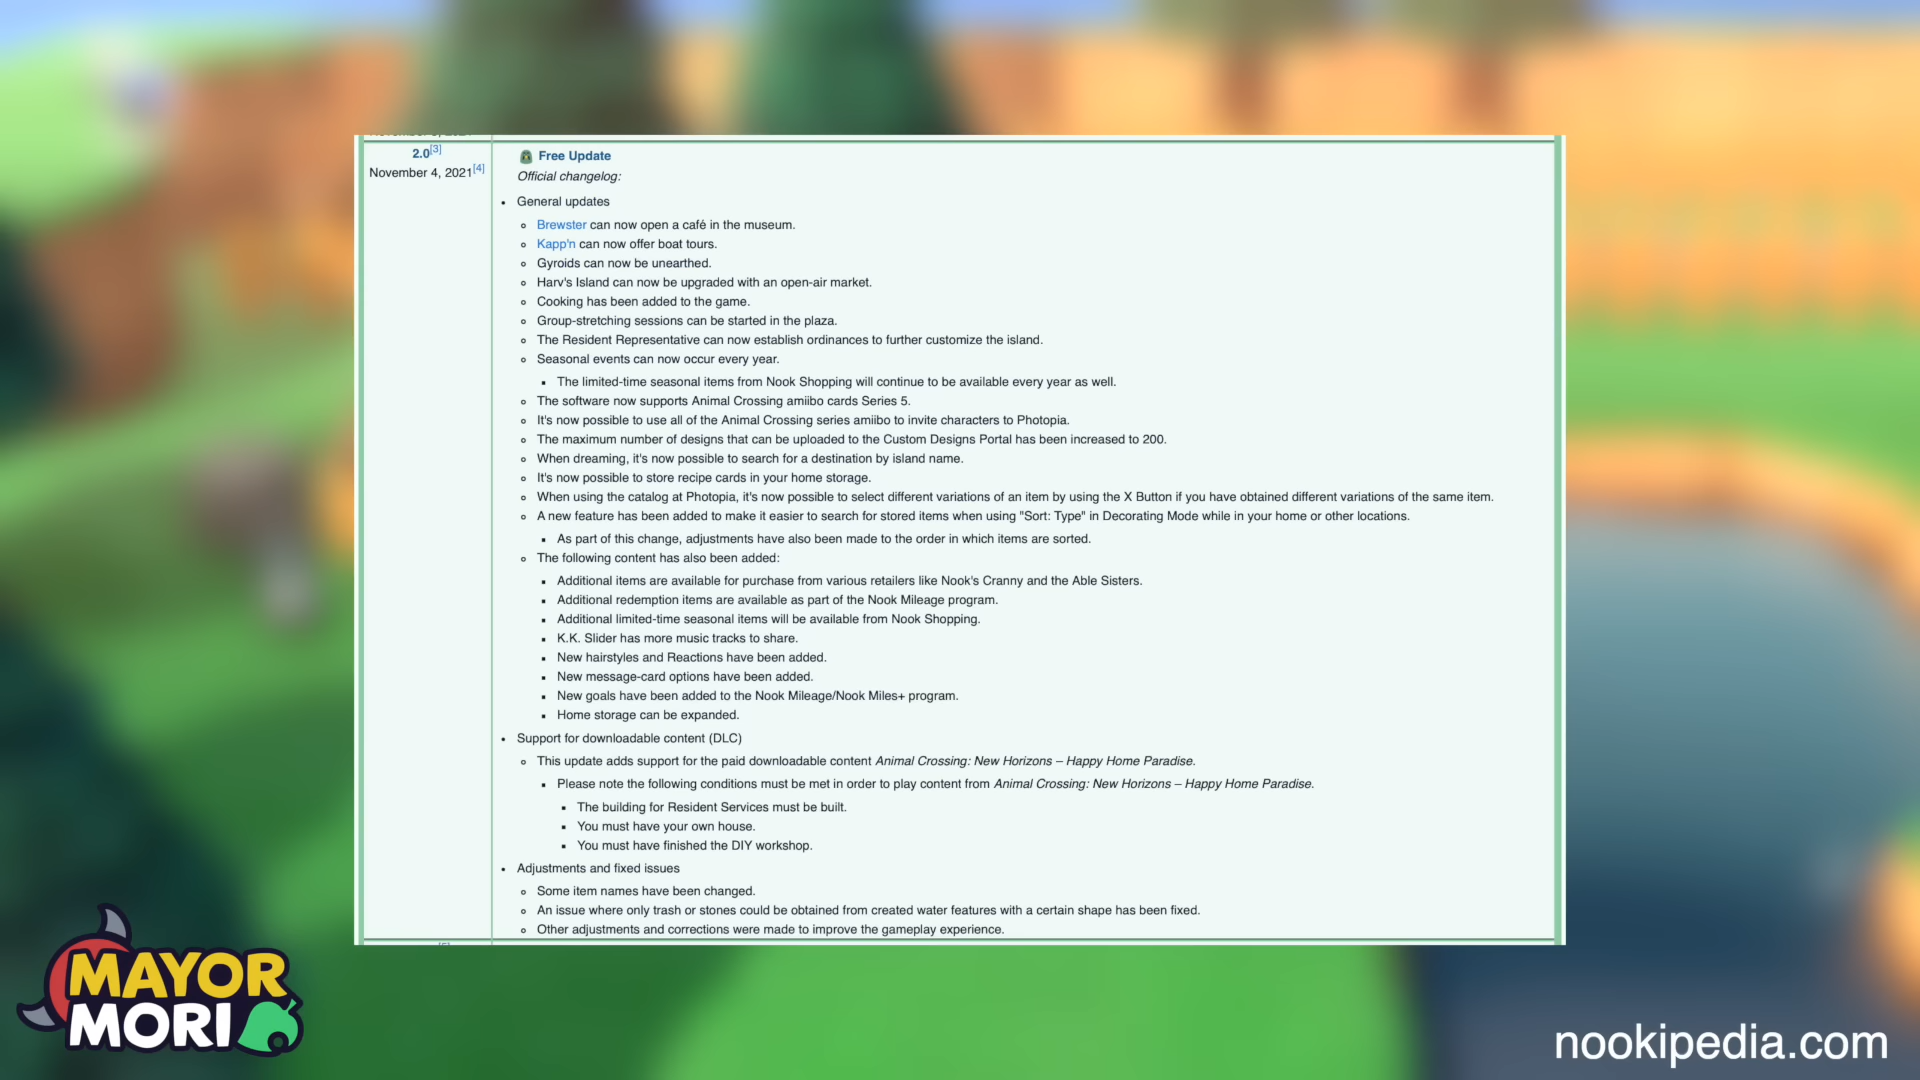 2.0[3]
November 4, 2021[4]
Free Update
Official changelog:
• General updates
Brewster can now open a café in the museum.
Kapp'n can now offer boat tours.
Gyroids can now be unearthed.
Harv's Island can now be upgraded with an open-air market.
Cooking has been added to the game.
Group-stretching sessions can be started in the plaza.
The Resident Representative can now establish ordinances to further customize the island.
Seasonal events can now occur every year.
The limited-time seasonal items from Nook Shopping will continue to be available every year as well.
The software now supports Animal Crossing amiibo cards Series 5.
It's now possible to use all of the Animal Crossing series amiibo to invite characters to Photopia.
The maximum number of designs that can be uploaded to the Custom Designs Portal has been increased to 200.
When dreaming, it's now possible to search for a destination by island name.
It's now possible to store recipe cards in your home storage.
When using the catalog at Photopia, it's now possible to select different variations of an item by using the X Button if you have obtained different variations of the same item.
A new feature has been added to make it easier to search for stored items when using "Sort: Type" in Decorating Mode while in your home or other locations.
As part of this change, adjustments have also been made to the order in which items are sorted.
The following content has also been added:
Additional items are available for purchase from various retailers like Nook's Cranny and the Able Sisters.
Additional redemption items are available as part of the Nook Mileage program.
Additional limited-time seasonal items will be available from Nook Shopping.
K.K. Slider has more music tracks to share.
New hairstyles and Reactions have been added.
New message-card options have been added.
New goals have been added to the Nook Mileage/Nook Miles+ program.
Home storage can be expanded.
• Support for downloadable content (DLC)
This update adds support for the paid downloadable content Animal Crossing: New Horizons – Happy Home Paradise.
Please note the following conditions must be met in order to play content from Animal Crossing: New Horizons – Happy Home Paradise.
The building for Resident Services must be built.
You must have your own house.
You must have finished the DIY workshop.
• Adjustments and fixed issues
Some item names have been changed.
An issue where only trash or stones could be obtained from created water features with a certain shape has been fixed.
Other adjustments and corrections were made to improve the gameplay experience.
MAYOR
MORI
nookipedia.com